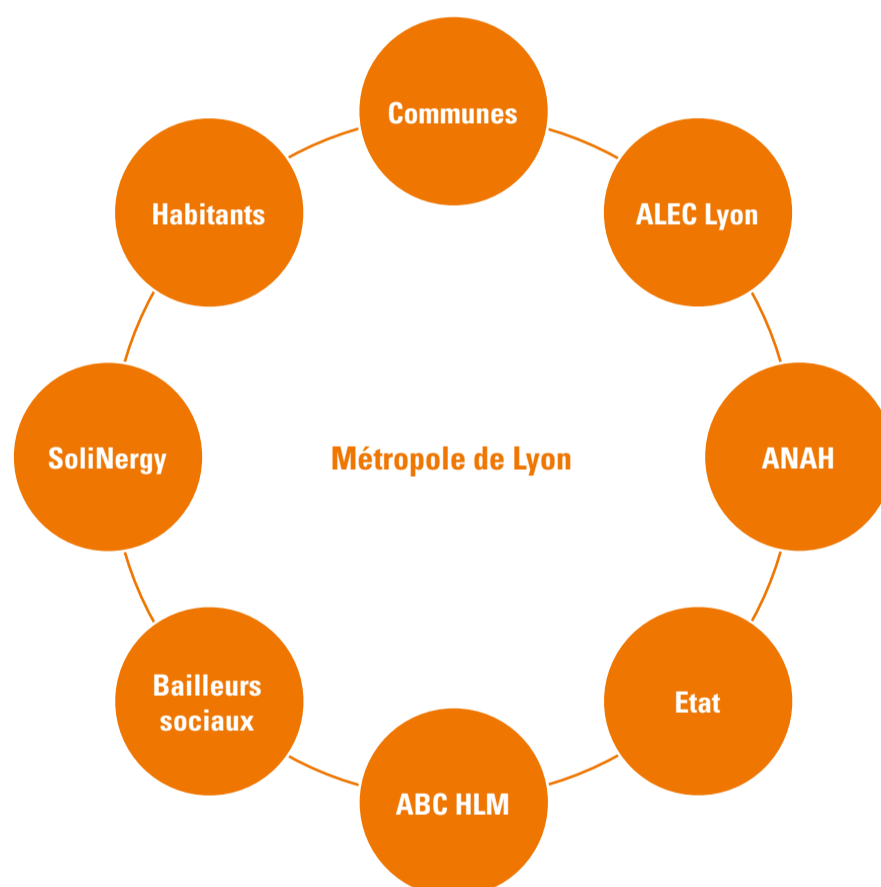 Communes
Habitants
ALEC Lyon
SoliNergy
Métropole de Lyon
ANAH
Bailleurs
sociaux
Etat
ABC HLM